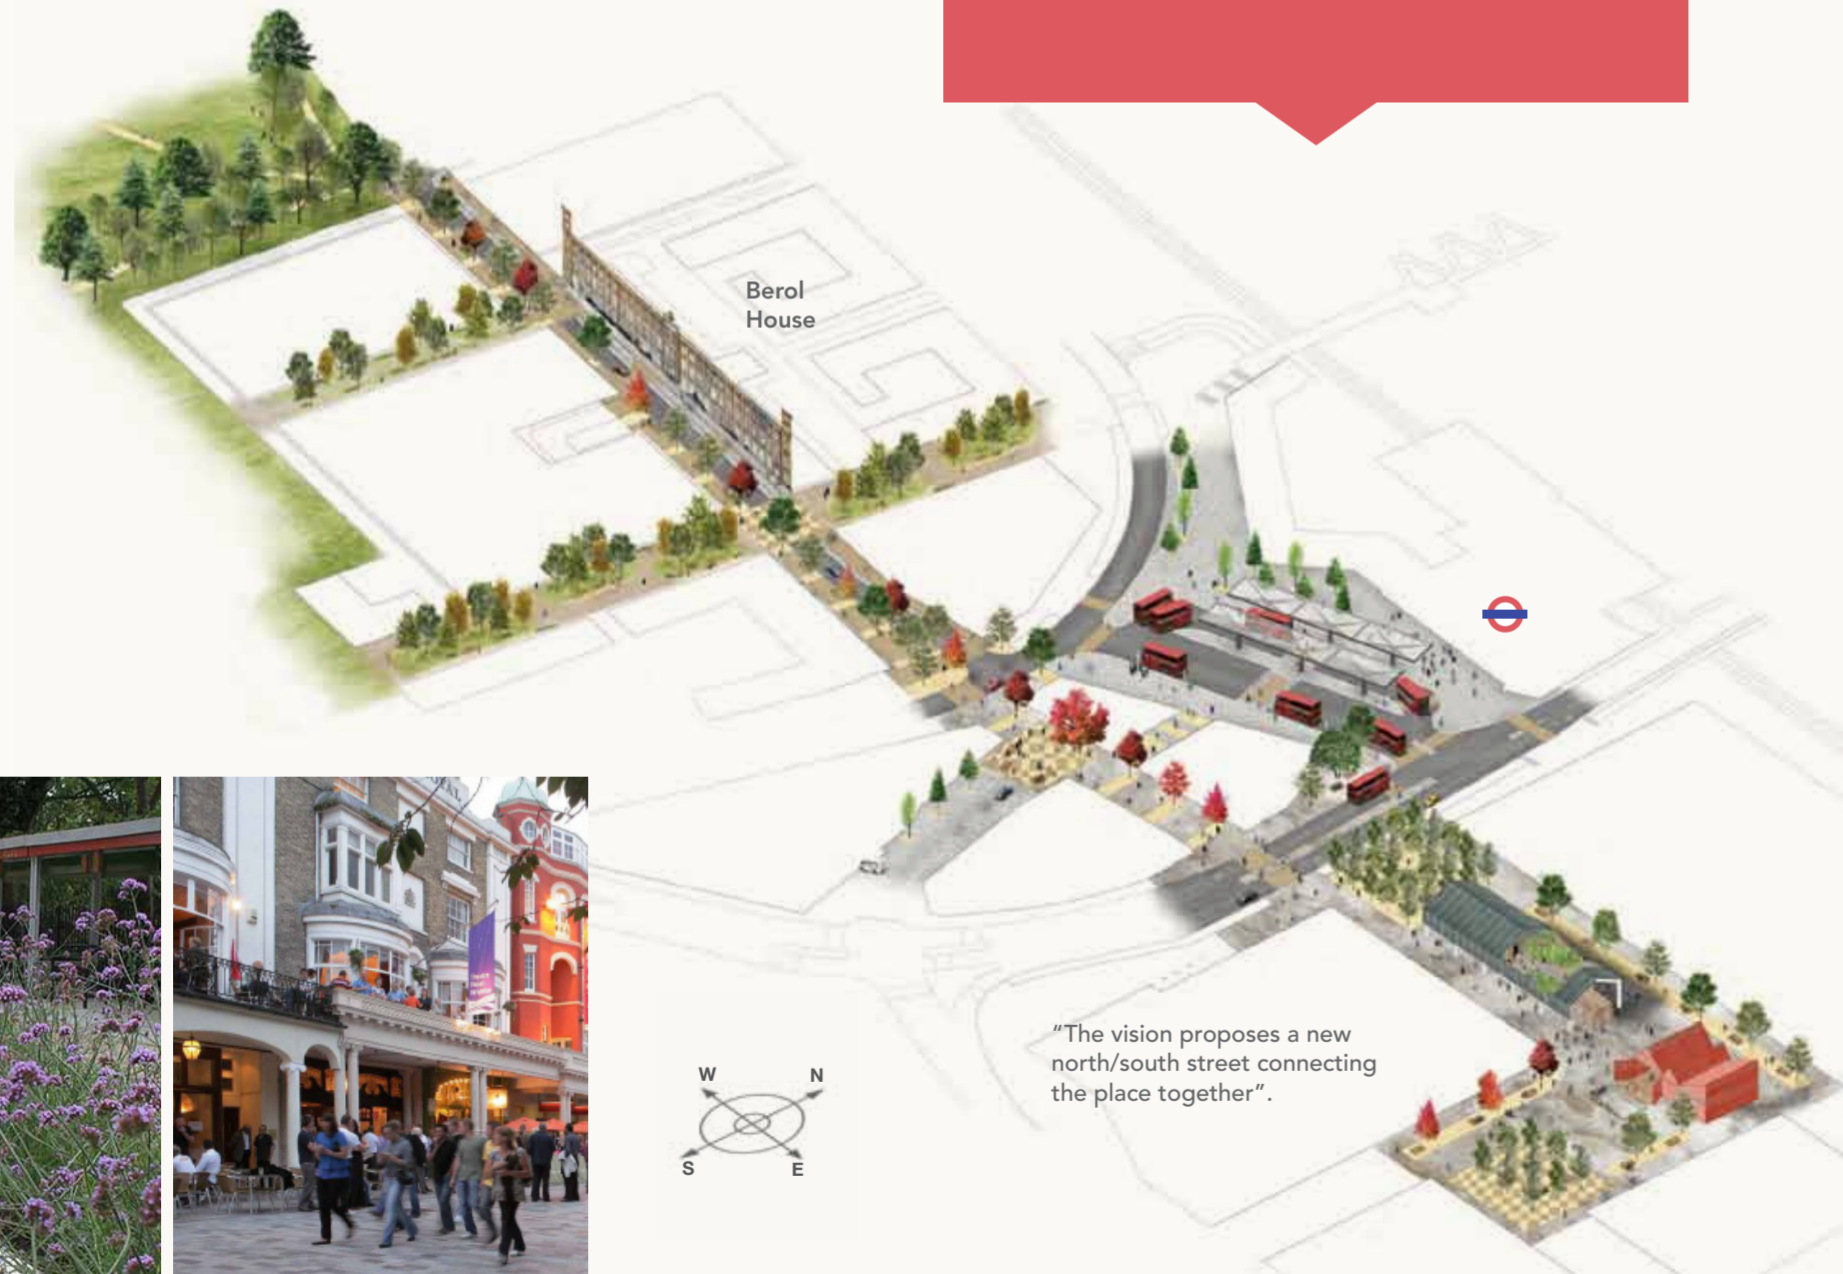 Berol
House
“The vision proposes a new
north/south street connecting
the place together”.
W
N
S
E